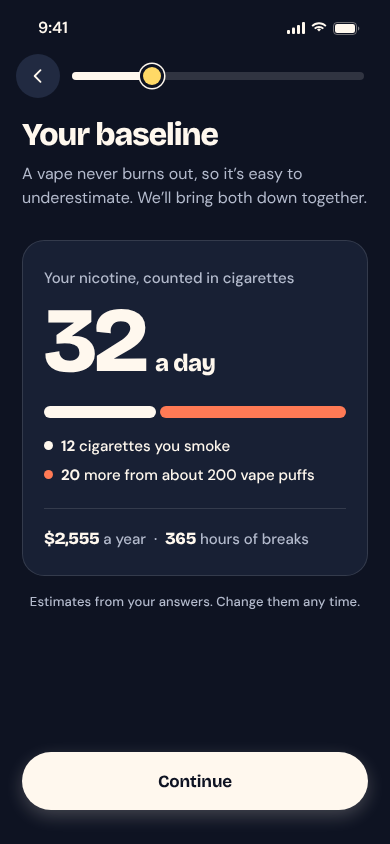 9:41
Your baseline
A vape never burns out, so it’s easy to
underestimate. We’ll bring both down together.
Your nicotine, counted in cigarettes
32 a day
12 cigarettes you smoke
20 more from about 200 vape puffs
$2,555 a year · 365 hours of breaks
Estimates from your answers. Change them any time.
Continue